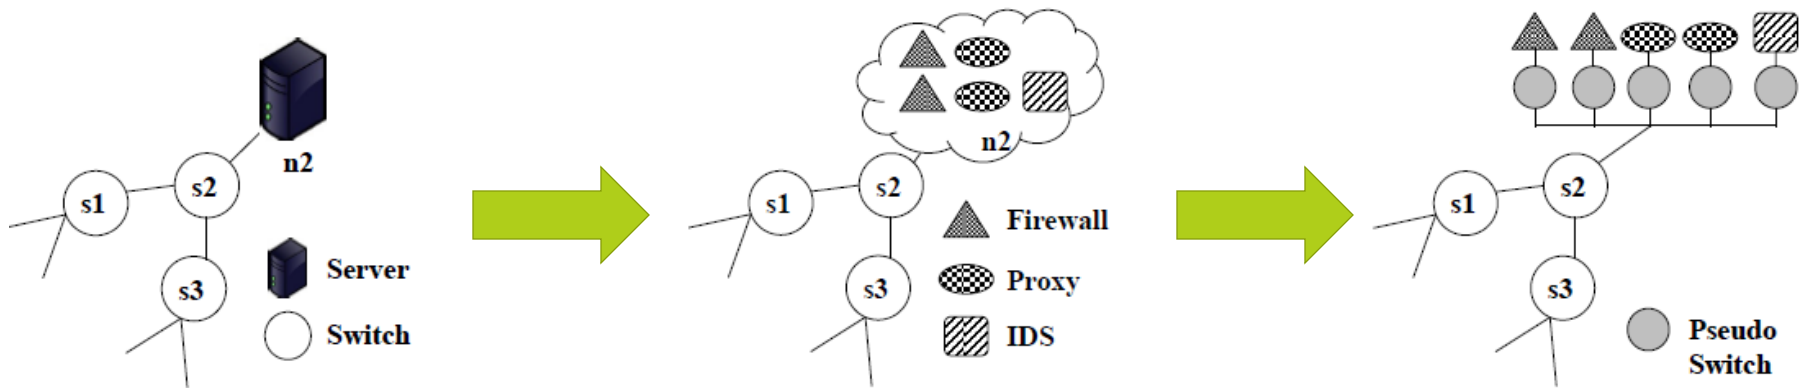 n2
s1
s2
s3
Server
Switch
n2
s1
s2
s3
Firewall
Proxy
IDS
s1
s2
s3
Pseudo
Switch